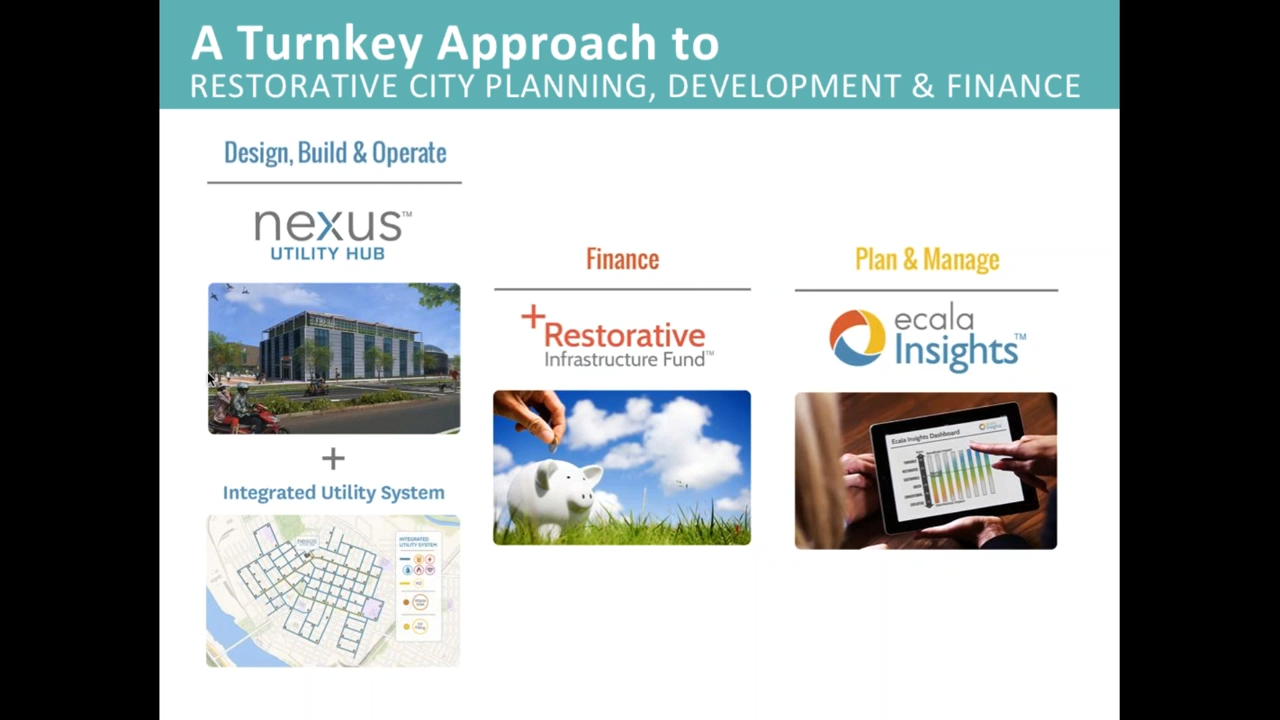 A Turnkey Approach to
RESTORATIVE CITY PLANNING, DEVELOPMENT & FINANCE
Design, Build & Operate
nexus™
UTILITY HUB
+
Integrated Utility System
nexus
INTEGRATED
UTILITY SYSTEM
Finance
+Restorative
Infrastructure Fund™
Plan & Manage
ecala
Insights™
Ecala Insights Dashboard